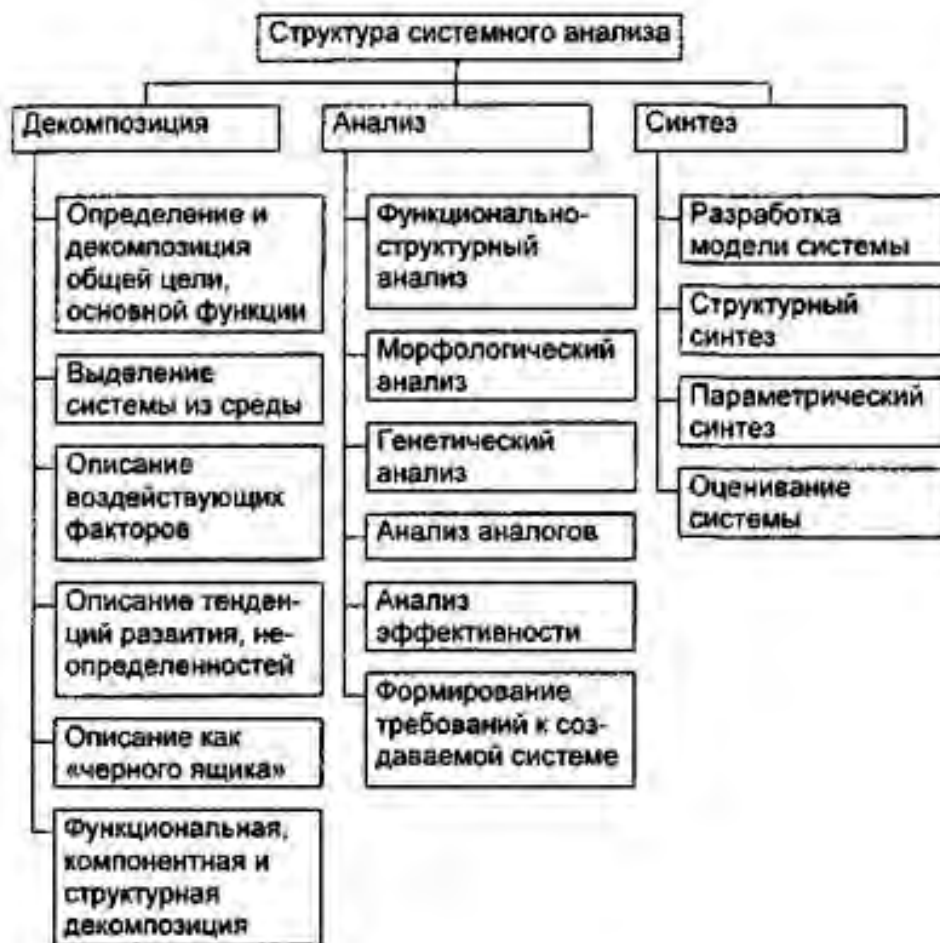 Структура системного анализа
Декомпозиция
Определение и
декомпозиция
общей цели,
основной функции
Выделение
системы из среды
Описание
воздействующих
факторов
Описание тенден-
ций развития, не-
определенностей
Описание как
«черного ящика»
Функциональная,
компонентная и
структурная
декомпозиция
Анализ
Функционально-
структурный
анализ
Морфологический
анализ
Генетический
анализ
Анализ аналогов
Анализ
эффективности
Формирование
требований к соз-
даваемой системе
Синтез
Разработка
модели системы
Структурный
синтез
Параметрический
синтез
Оценивание
системы